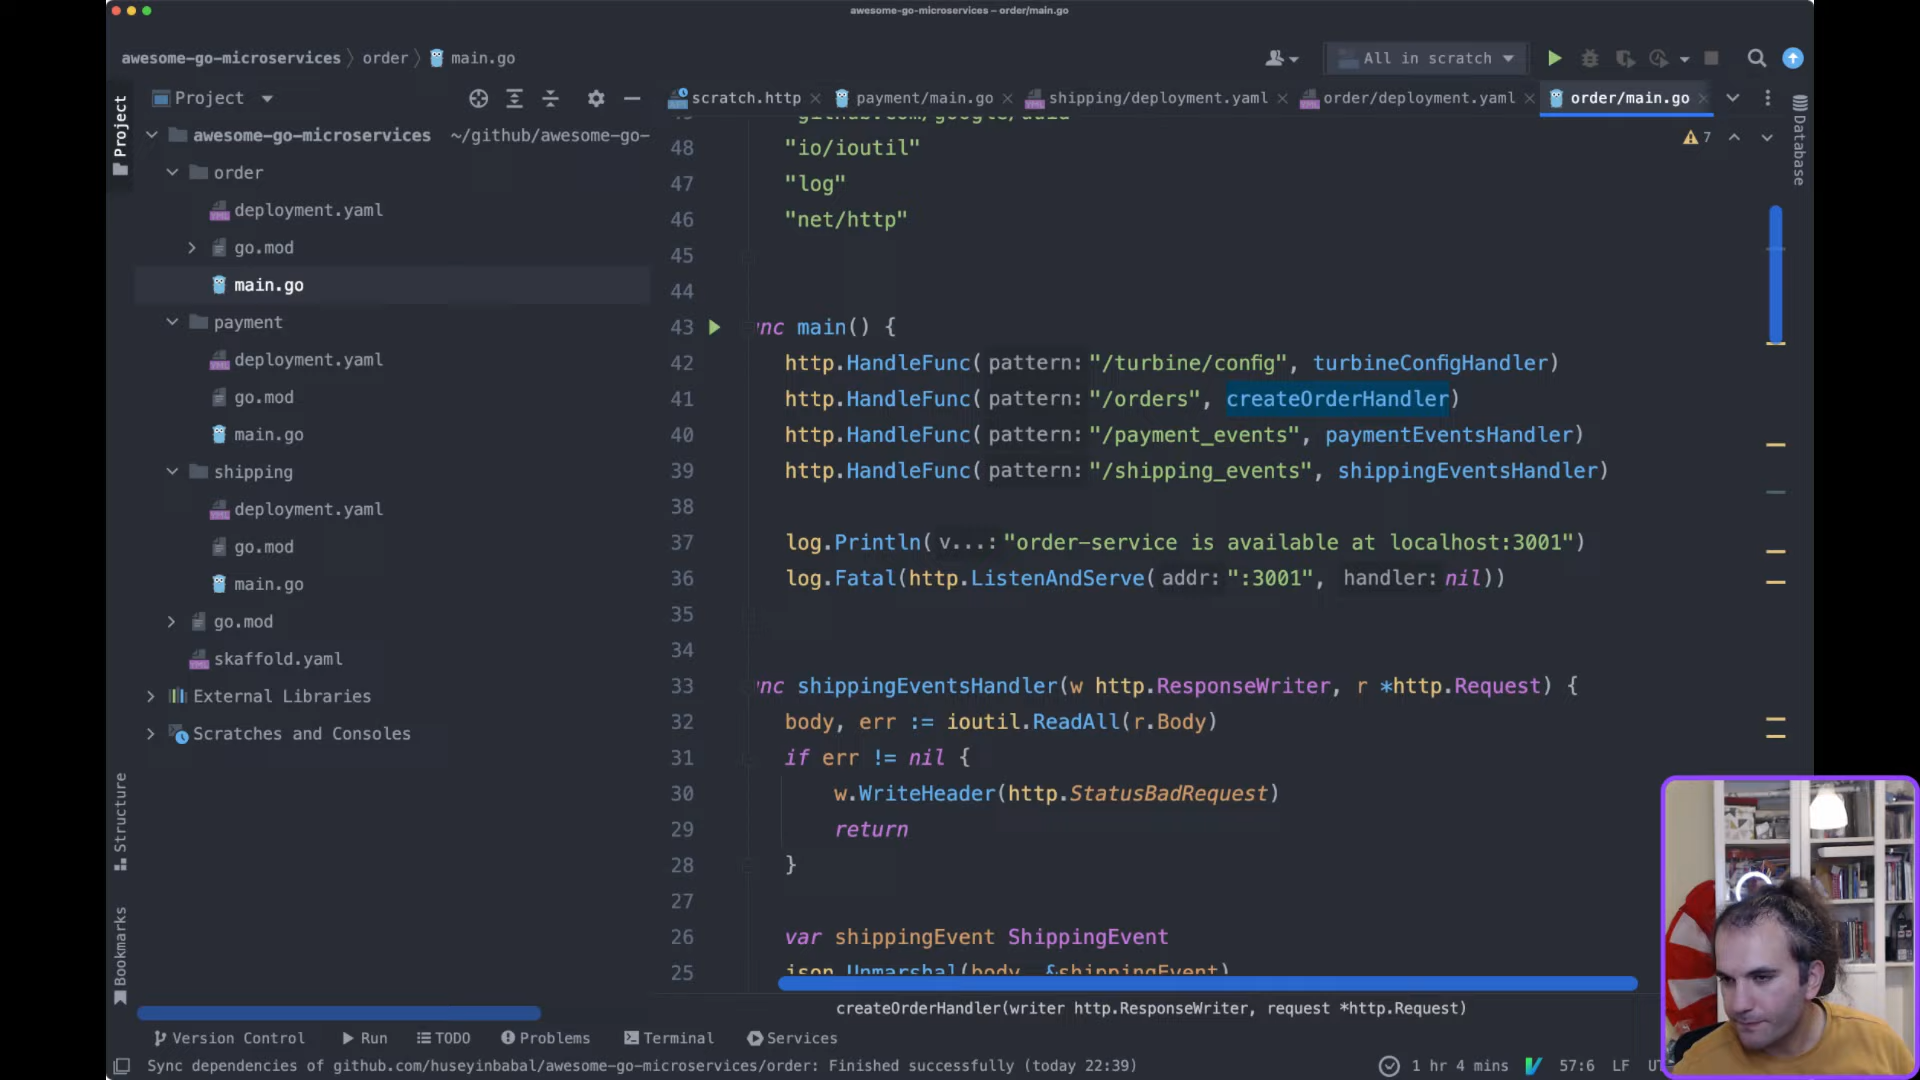 awesome-go-microservices – order/main.go
awesome-go-microservices 〉 order 〉 main.go
All in scratch
Project
scratch.http
payment/main.go
shipping/deployment.yaml
order/deployment.yaml
order/main.go
Project
awesome-go-microservices ~/github/awesome-go-
order
deployment.yaml
go.mod
main.go
payment
deployment.yaml
go.mod
main.go
shipping
deployment.yaml
go.mod
main.go
go.mod
skaffold.yaml
External Libraries
Scratches and Consoles
Structure
Bookmarks
Database
7
48 "io/ioutil"
47 "log"
46 "net/http"
45
44
43 nc main() {
42 http.HandleFunc( pattern: "/turbine/config", turbineConfigHandler)
41 http.HandleFunc( pattern: "/orders", createOrderHandler)
40 http.HandleFunc( pattern: "/payment_events", paymentEventsHandler)
39 http.HandleFunc( pattern: "/shipping_events", shippingEventsHandler)
38
37 log.Println( v...: "order-service is available at localhost:3001")
36 log.Fatal(http.ListenAndServe( addr: ":3001", handler: nil))
35
34
33 nc shippingEventsHandler(w http.ResponseWriter, r *http.Request) {
32 body, err := ioutil.ReadAll(r.Body)
31 if err != nil {
30 w.WriteHeader(http.StatusBadRequest)
29 return
28 }
27
26 var shippingEvent ShippingEvent
25 json.Unmarshal(body, &shippingEvent)
createOrderHandler(writer http.ResponseWriter, request *http.Request)
Version Control
Run
TODO
Problems
Terminal
Services
Sync dependencies of github.com/huseyinbabal/awesome-go-microservices/order: Finished successfully (today 22:39)
1 hr 4 mins
57:6
LF